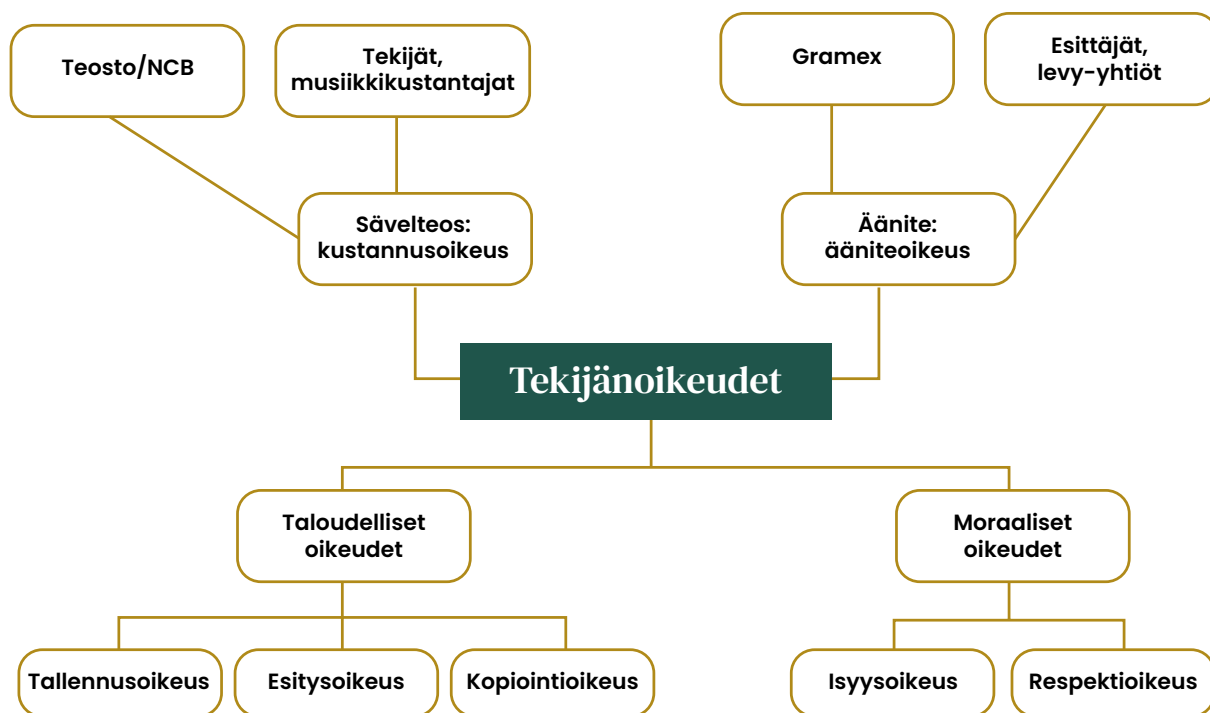 Teosto/NCB
Tekijät,
musiikkikustantajat
Gramex
Esittäjät,
levy-yhtiöt
Sävelteos:
kustannusoikeus
Äänite:
ääniteoikeus
Tekijänoikeudet
Taloudelliset
oikeudet
Moraaliset
oikeudet
Tallennusoikeus
Esitysoikeus
Kopiointioikeus
Isyysoikeus
Respektioikeus